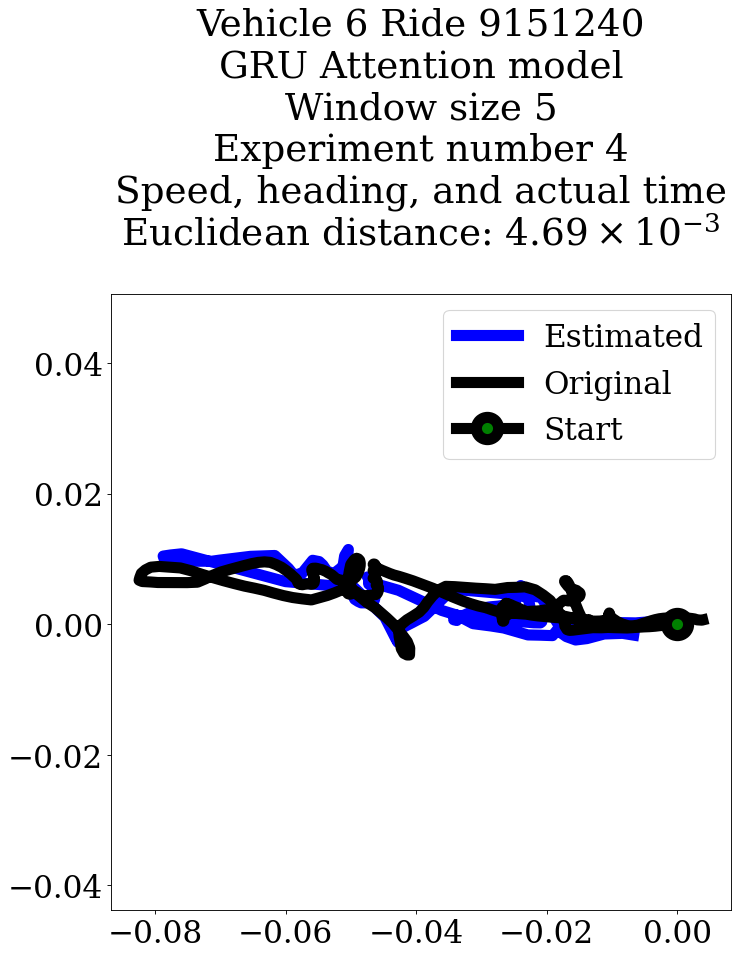 Vehicle 6 Ride 9151240
GRU Attention model
Window size 5
Experiment number 4
Speed, heading, and actual time
Euclidean distance: 4.69 × 10⁻³
Estimated
Original
Start
0.04
0.02
0.00
−0.02
−0.04
−0.08 −0.06 −0.04 −0.02 0.00